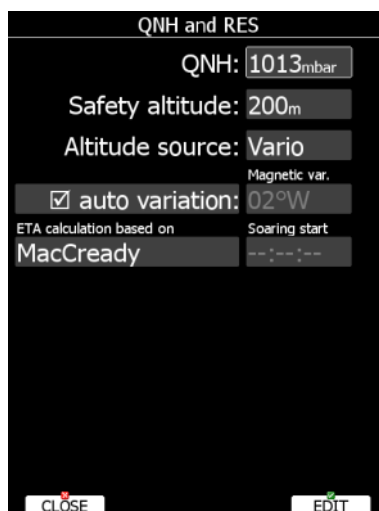 QNH and RES
QNH: 1013mbar
Safety altitude: 200m
Altitude source: Vario
Magnetic var.
auto variation: 02°W
ETA calculation based on Soaring start
MacCready --:--:--
CLOSE EDIT